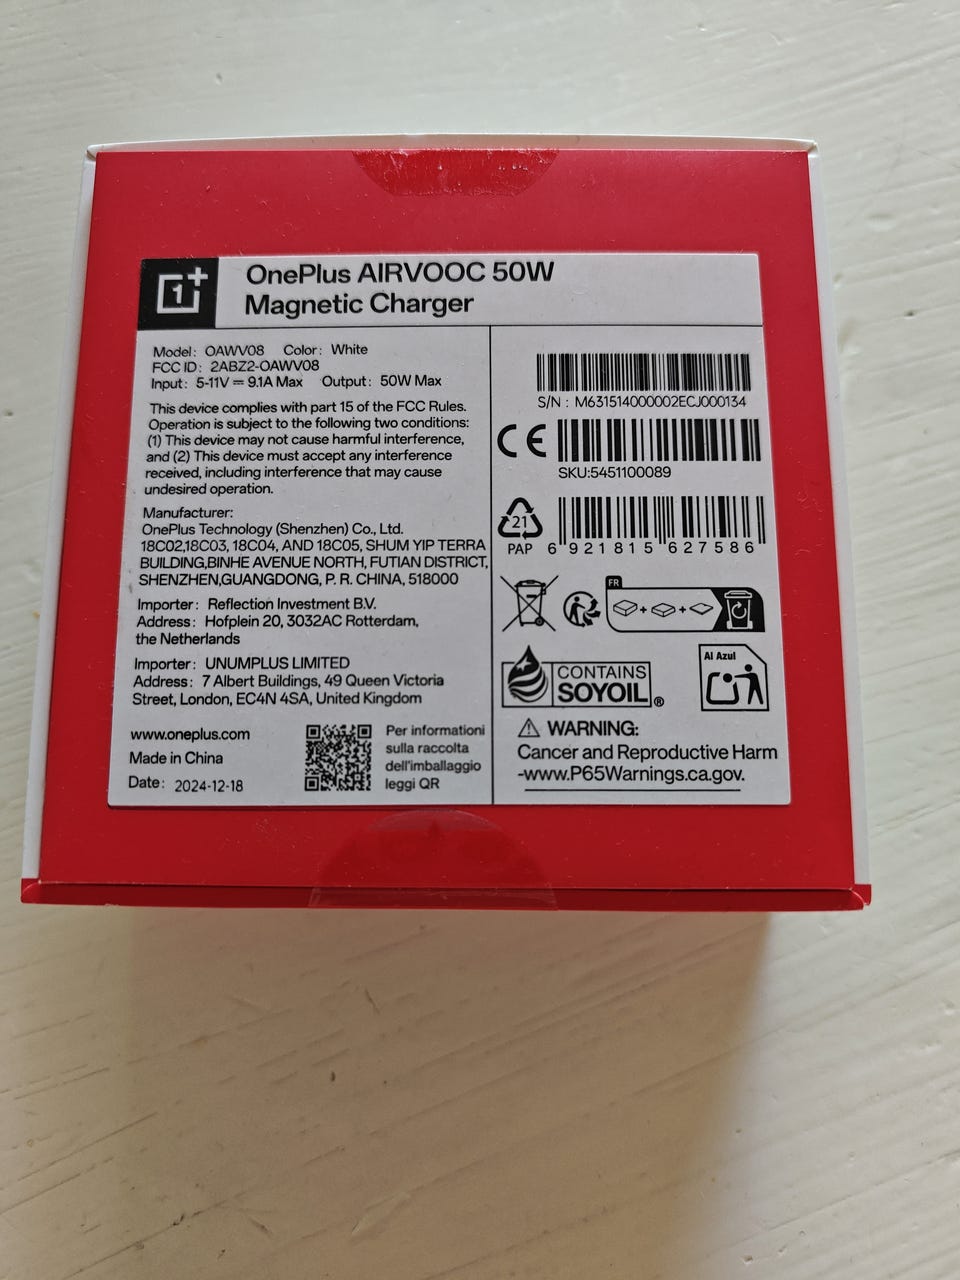 1+
OnePlus AIRVOOC 50W
Magnetic Charger
Model: OAWV08 Color: White
FCC ID: 2ABZ2-OAWV08
Input: 5-11V⎓9.1A Max Output: 50W Max
This device complies with part 15 of the FCC Rules.
Operation is subject to the following two conditions:
(1) This device may not cause harmful interference,
and (2) This device must accept any interference
received, including interference that may cause
undesired operation.
Manufacturer:
OnePlus Technology (Shenzhen) Co., Ltd.
18C02,18C03, 18C04, AND 18C05, SHUM YIP TERRA
BUILDING,BINHE AVENUE NORTH, FUTIAN DISTRICT,
SHENZHEN,GUANGDONG, P. R. CHINA, 518000
Importer: Reflection Investment B.V.
Address: Hofplein 20, 3032AC Rotterdam,
the Netherlands
Importer: UNUMPLUS LIMITED
Address: 7 Albert Buildings, 49 Queen Victoria
Street, London, EC4N 4SA, United Kingdom
www.oneplus.com
Made in China
Date: 2024-12-18
Per informazioni
sulla raccolta
dell'imballaggio
leggi QR
S/N : M631514000002ECJ000134
CE
SKU:5451100089
21
PAP
6 921815 627586
FR
+ +
Al Azul
CONTAINS
SOYOIL®
⚠ WARNING:
Cancer and Reproductive Harm
-www.P65Warnings.ca.gov.